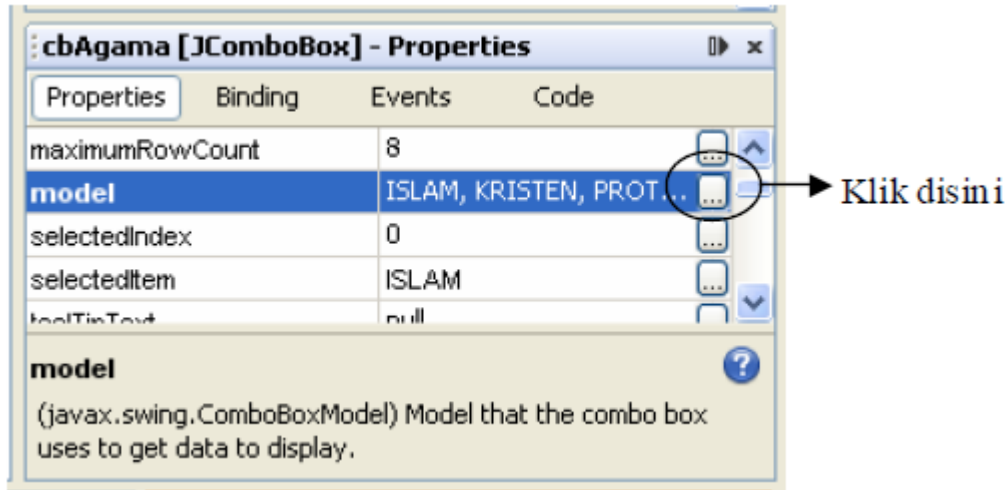 cbAgama [JComboBox] - Properties
Properties Binding Events Code
maximumRowCount 8 ...
model ISLAM, KRISTEN, PROT... ...
Klik disini
selectedIndex 0 ...
selectedItem ISLAM ...
toolTipText null
model
(javax.swing.ComboBoxModel) Model that the combo box
uses to get data to display.